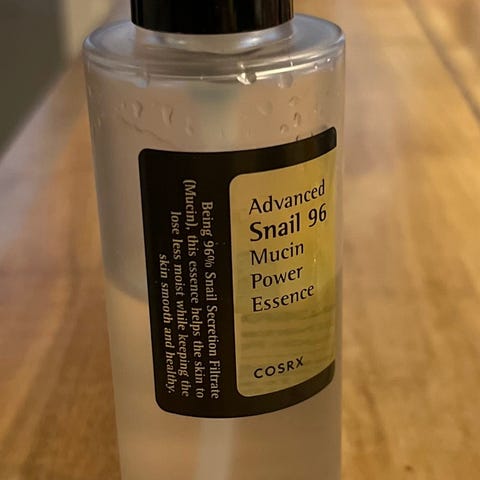 Advanced
Snail 96
Mucin
Power
Essence
COSRX
Being 96% Snail Secretion Filtrate
(Mucin), this essence helps the skin to
lose less moist while keeping the
skin smooth and healthy.